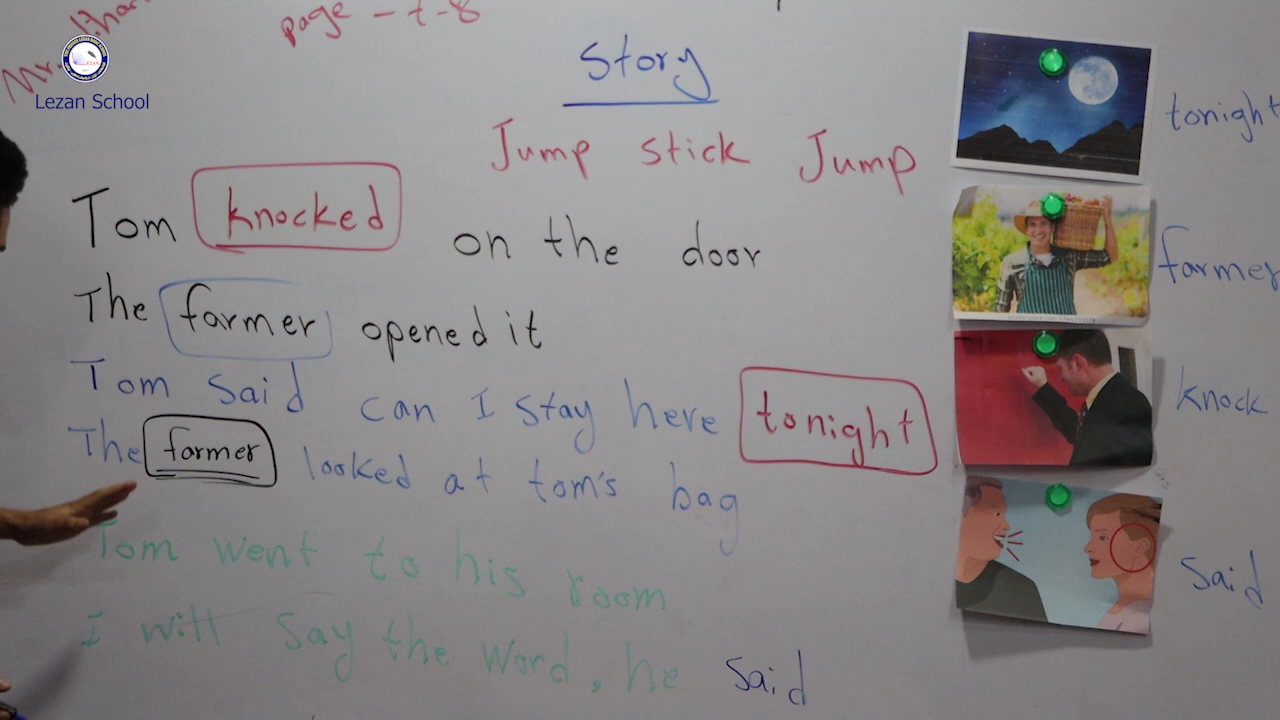 page - 7-8
Lezan School
Story
Jump stick Jump
Tom knocked on the door
The farmer opened it
Tom said can I stay here tonight
The farmer looked at tom's bag
Tom went to his room
I will say the word, he said
tonight
farmer
knock
said